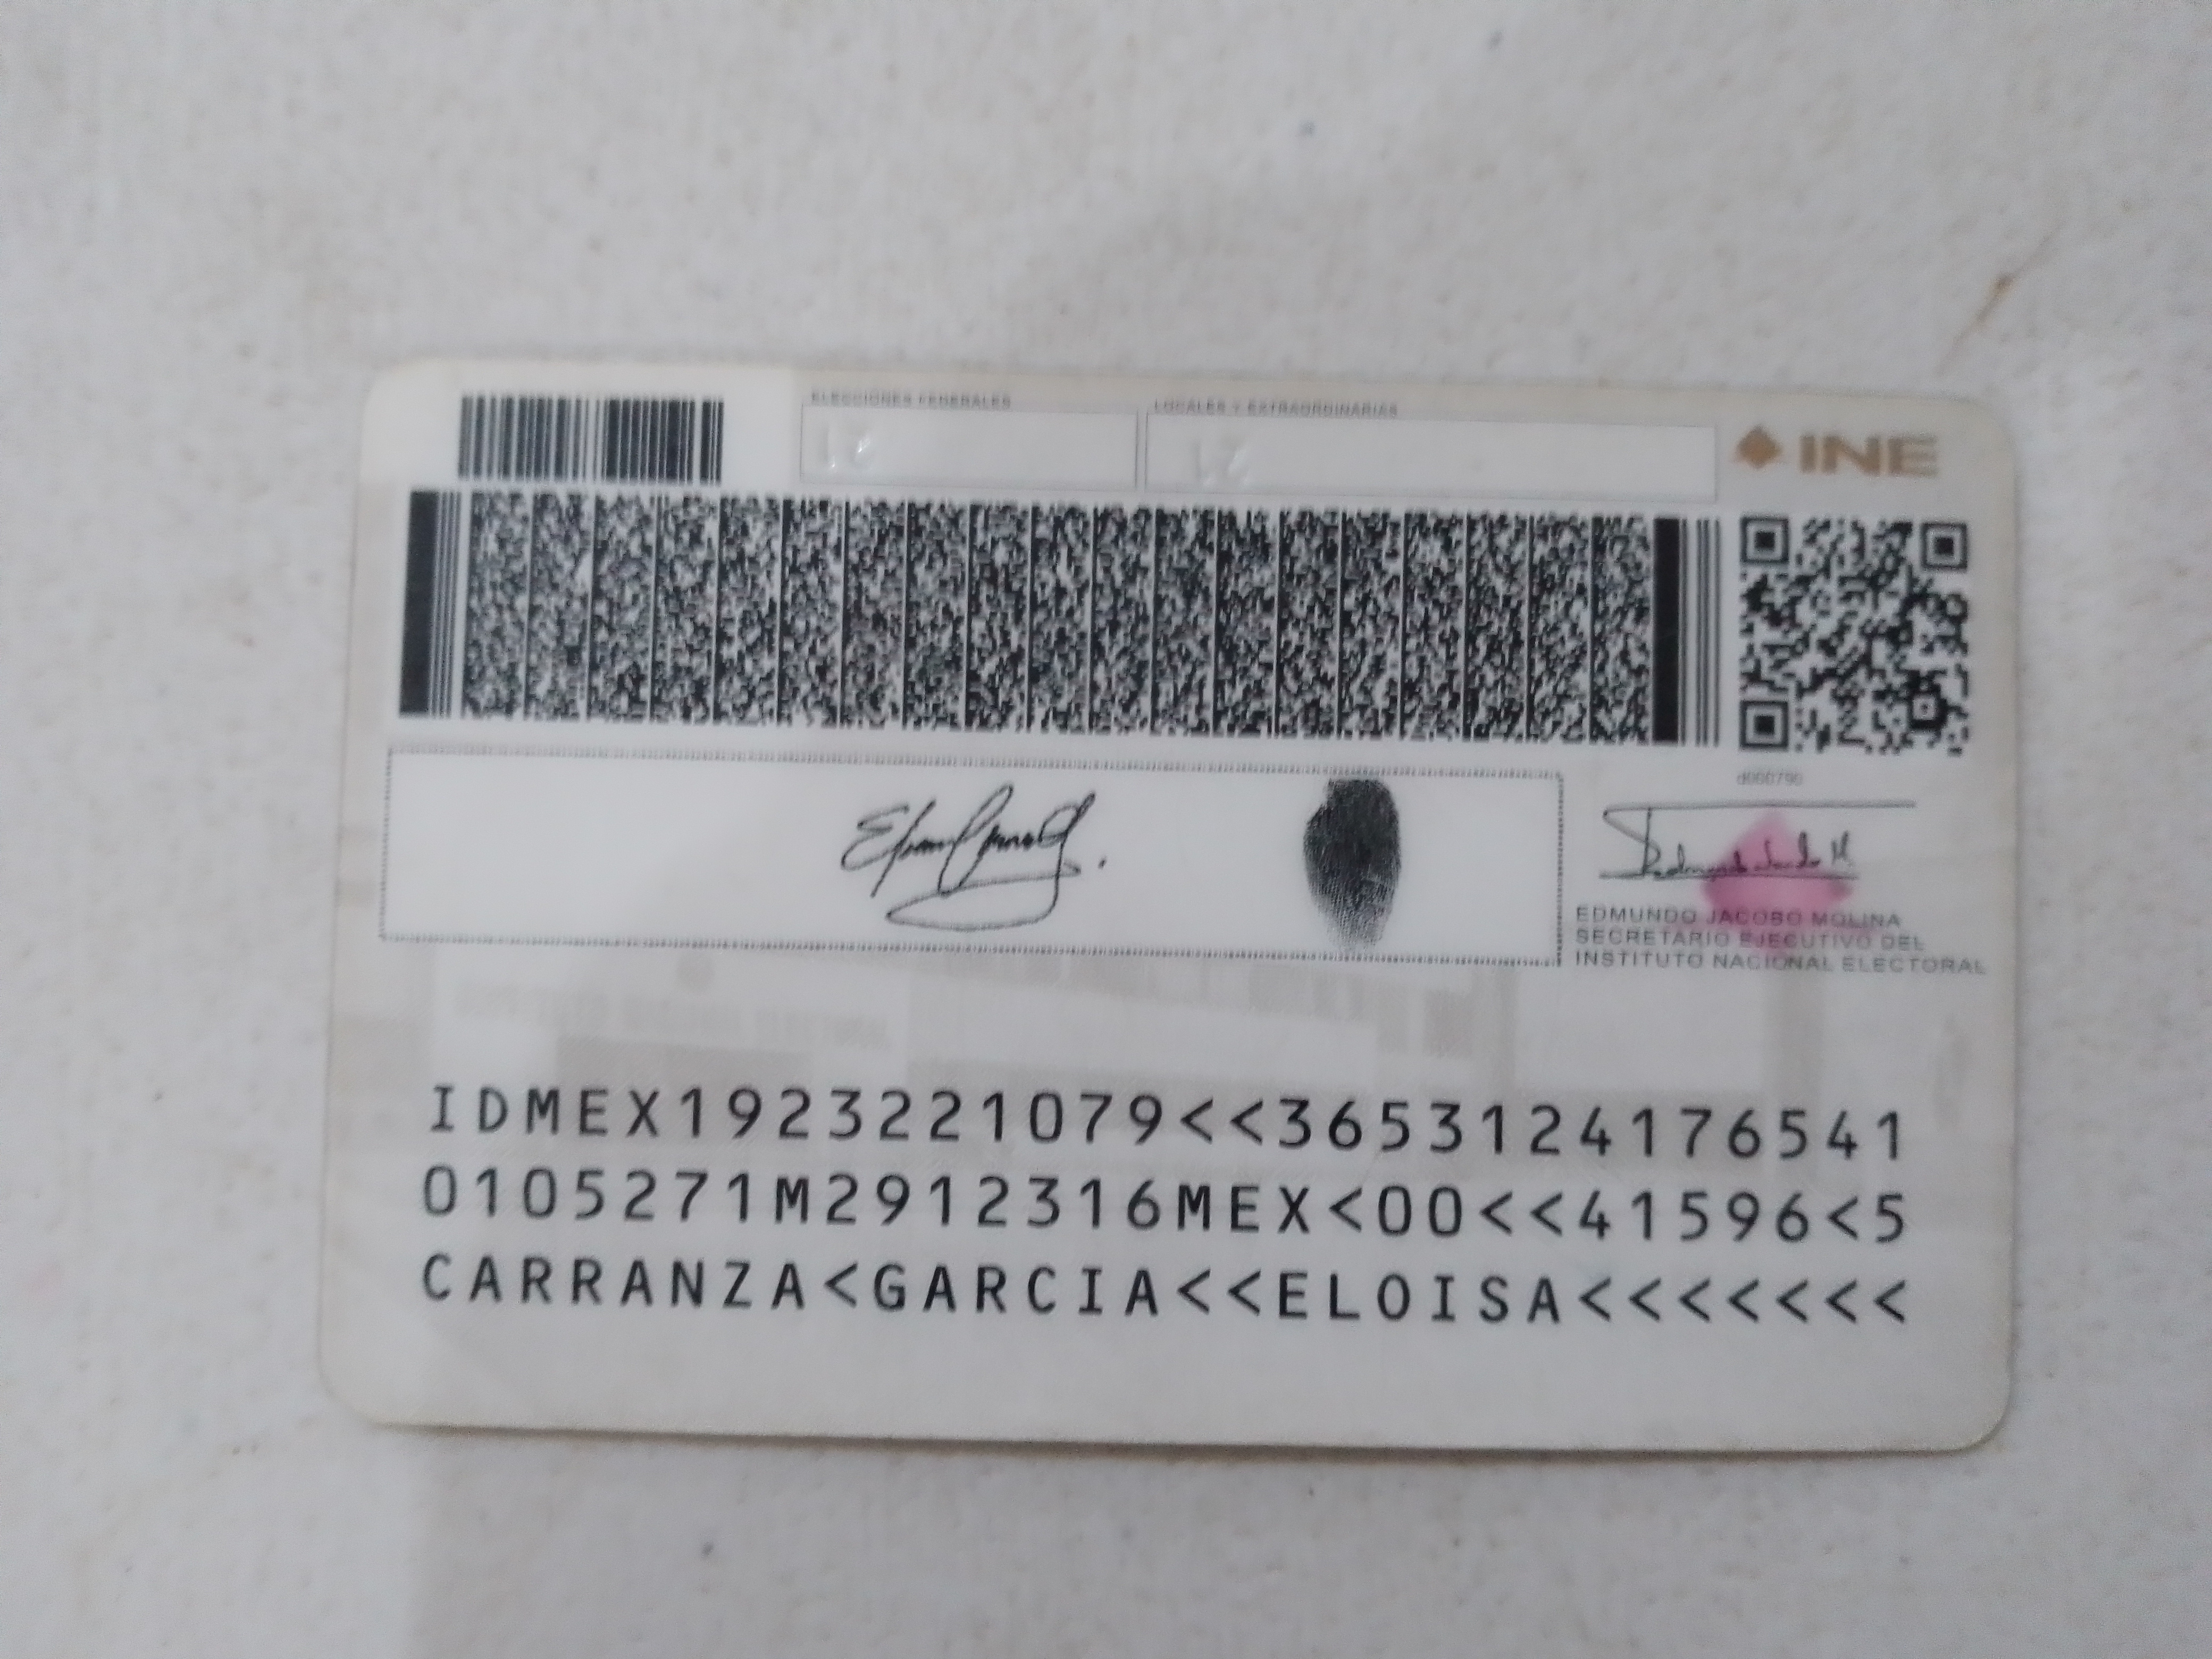 ELECCIONES FEDERALES
LOCALES Y EXTRAORDINARIAS
INE
EDMUNDO JACOBO MOLINA
SECRETARIO EJECUTIVO DEL
INSTITUTO NACIONAL ELECTORAL
IDMEX1923221079<<3653124176541
0105271M2912316MEX<00<<41596<5
CARRANZA<GARCIA<<ELOISA<<<<<<<